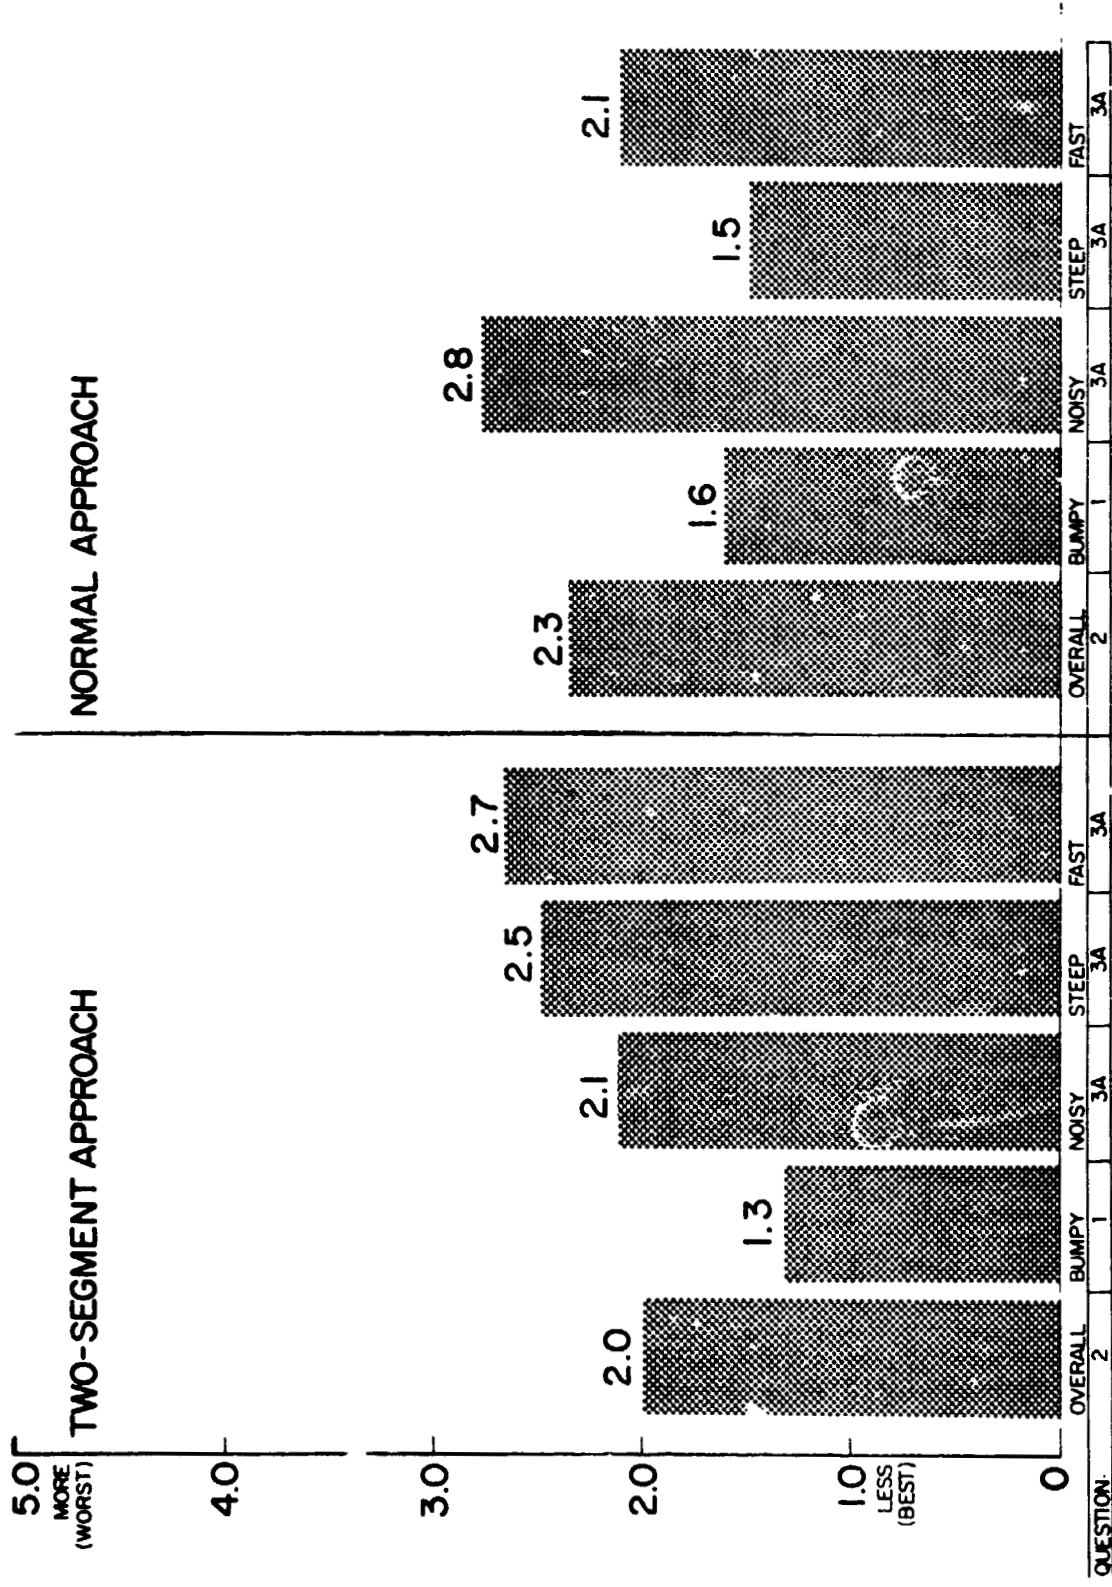 TWO-SEGMENT APPROACH
NORMAL APPROACH
5.0
MORE
(WORST)
4.0
3.0
2.0
1.0
LESS
(BEST)
0
2.0
1.3
2.1
2.5
2.7
2.3
1.6
2.8
1.5
2.1
OVERALL BUMPY NOISY STEEP FAST OVERALL BUMPY NOISY STEEP FAST
QUESTION: 2 1 3A 3A 3A 2 1 3A 3A 3A